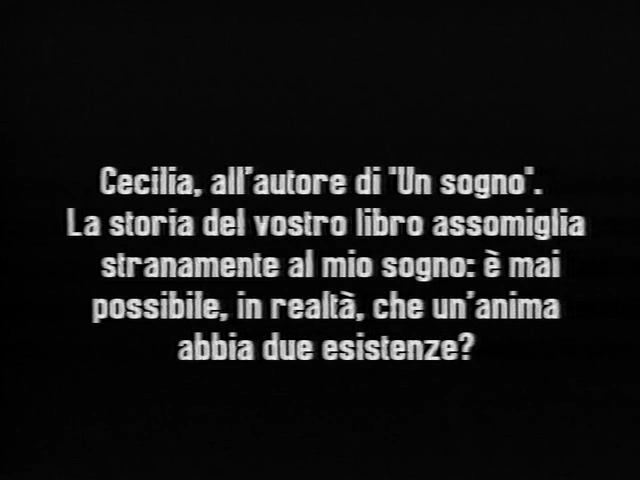 Cecilia, all'autore di "Un sogno".
La storia del vostro libro assomiglia
stranamente al mio sogno: è mai
possibile, in realtà, che un'anima
abbia due esistenze?